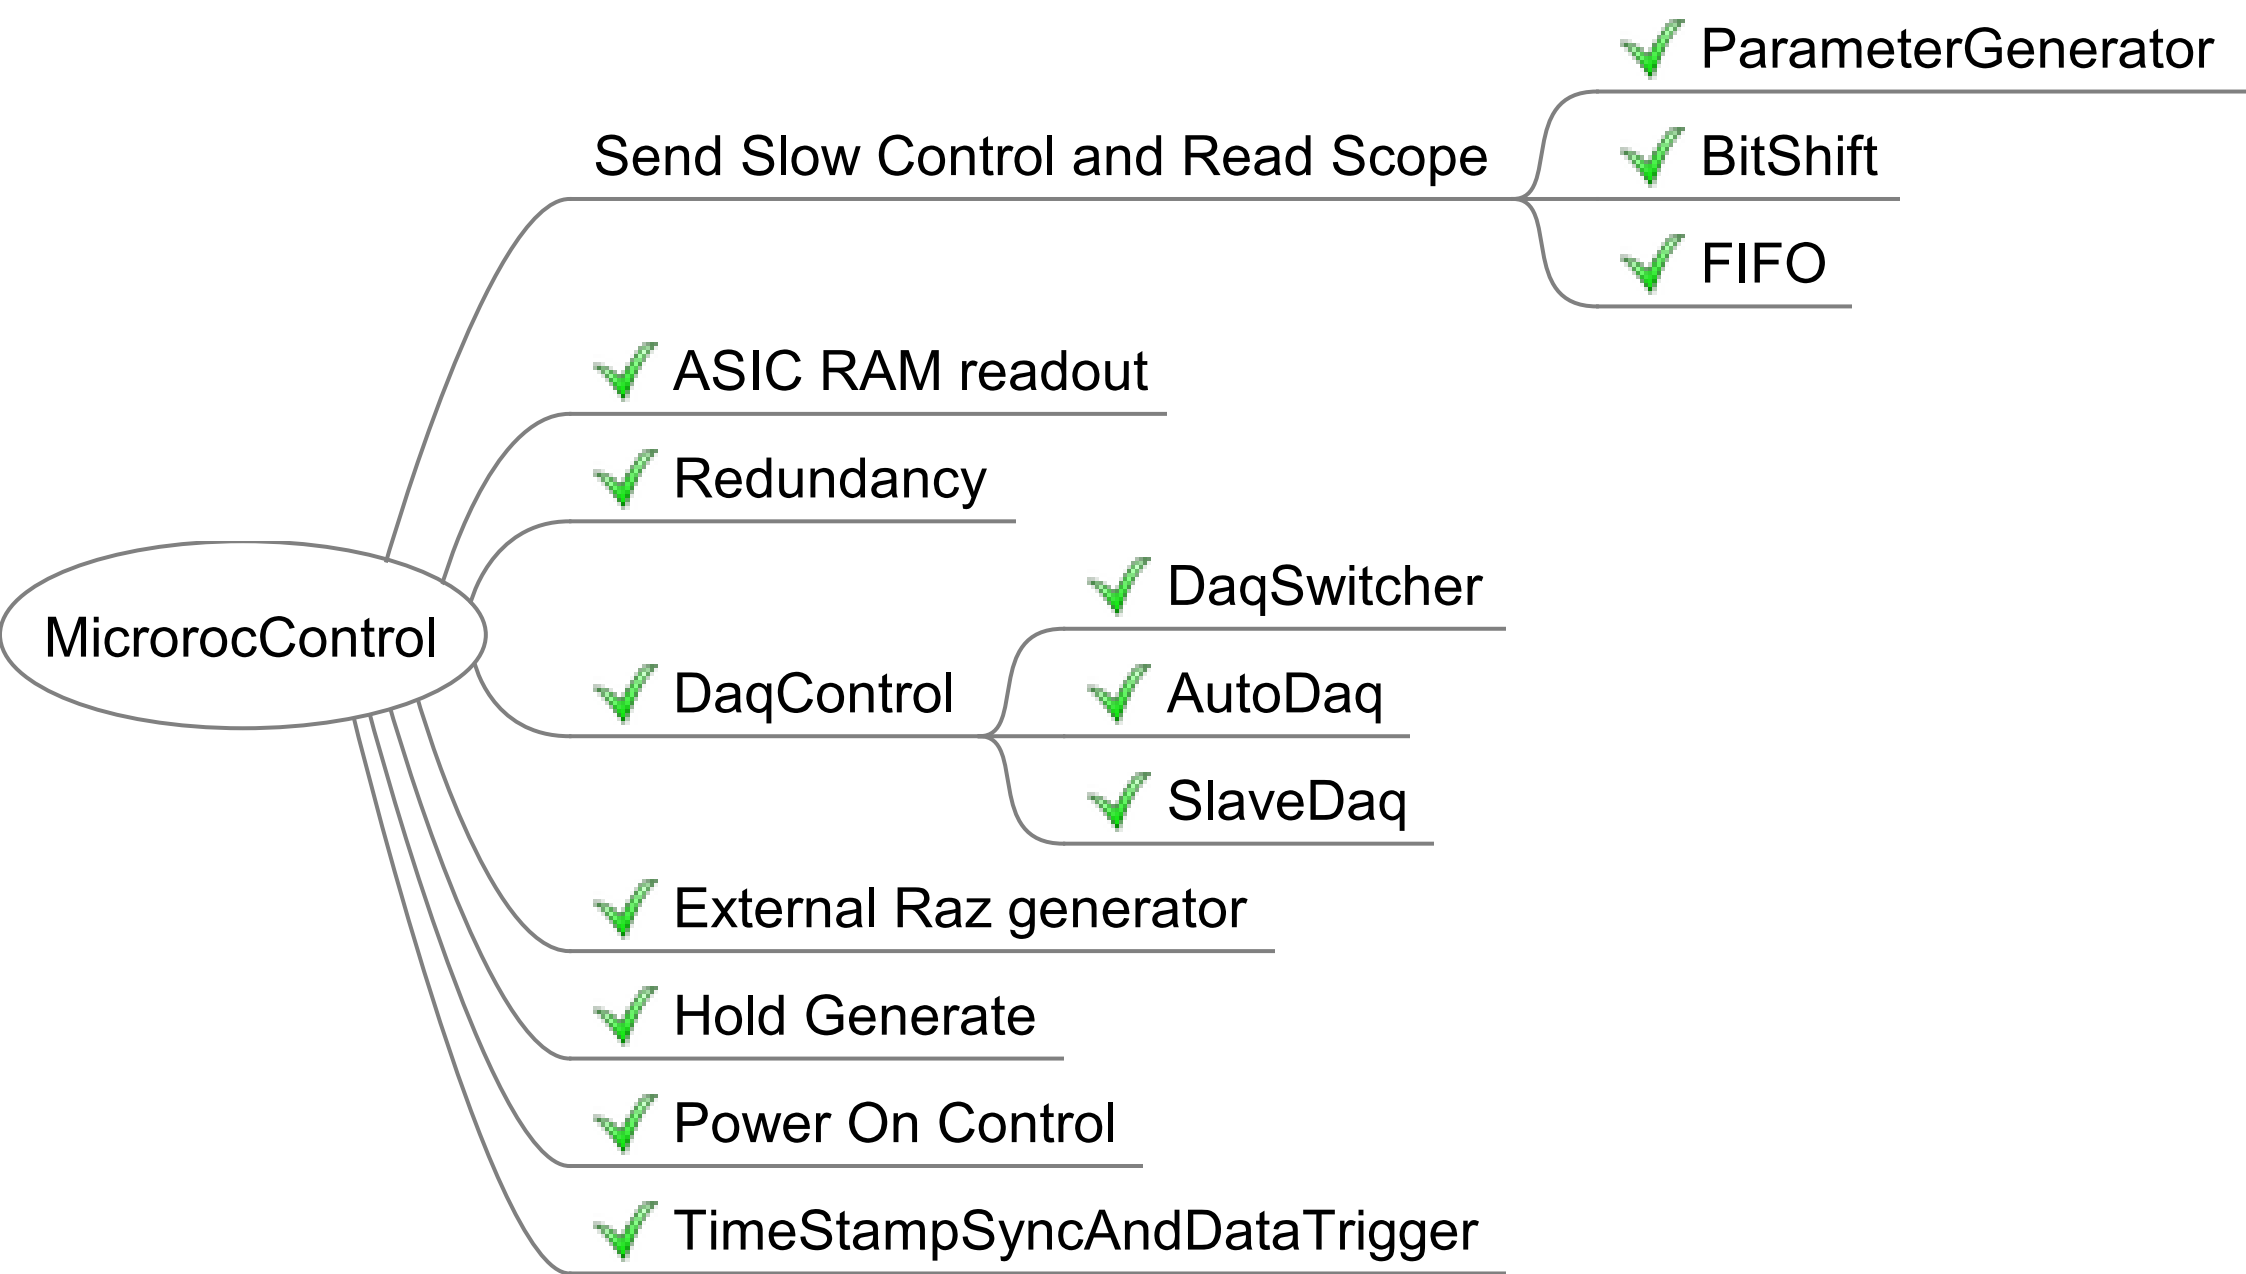 ParameterGenerator
Send Slow Control and Read Scope
BitShift
FIFO
ASIC RAM readout
Redundancy
DaqSwitcher
MicrorocControl
DaqControl
AutoDaq
SlaveDaq
External Raz generator
Hold Generate
Power On Control
TimeStampSyncAndDataTrigger